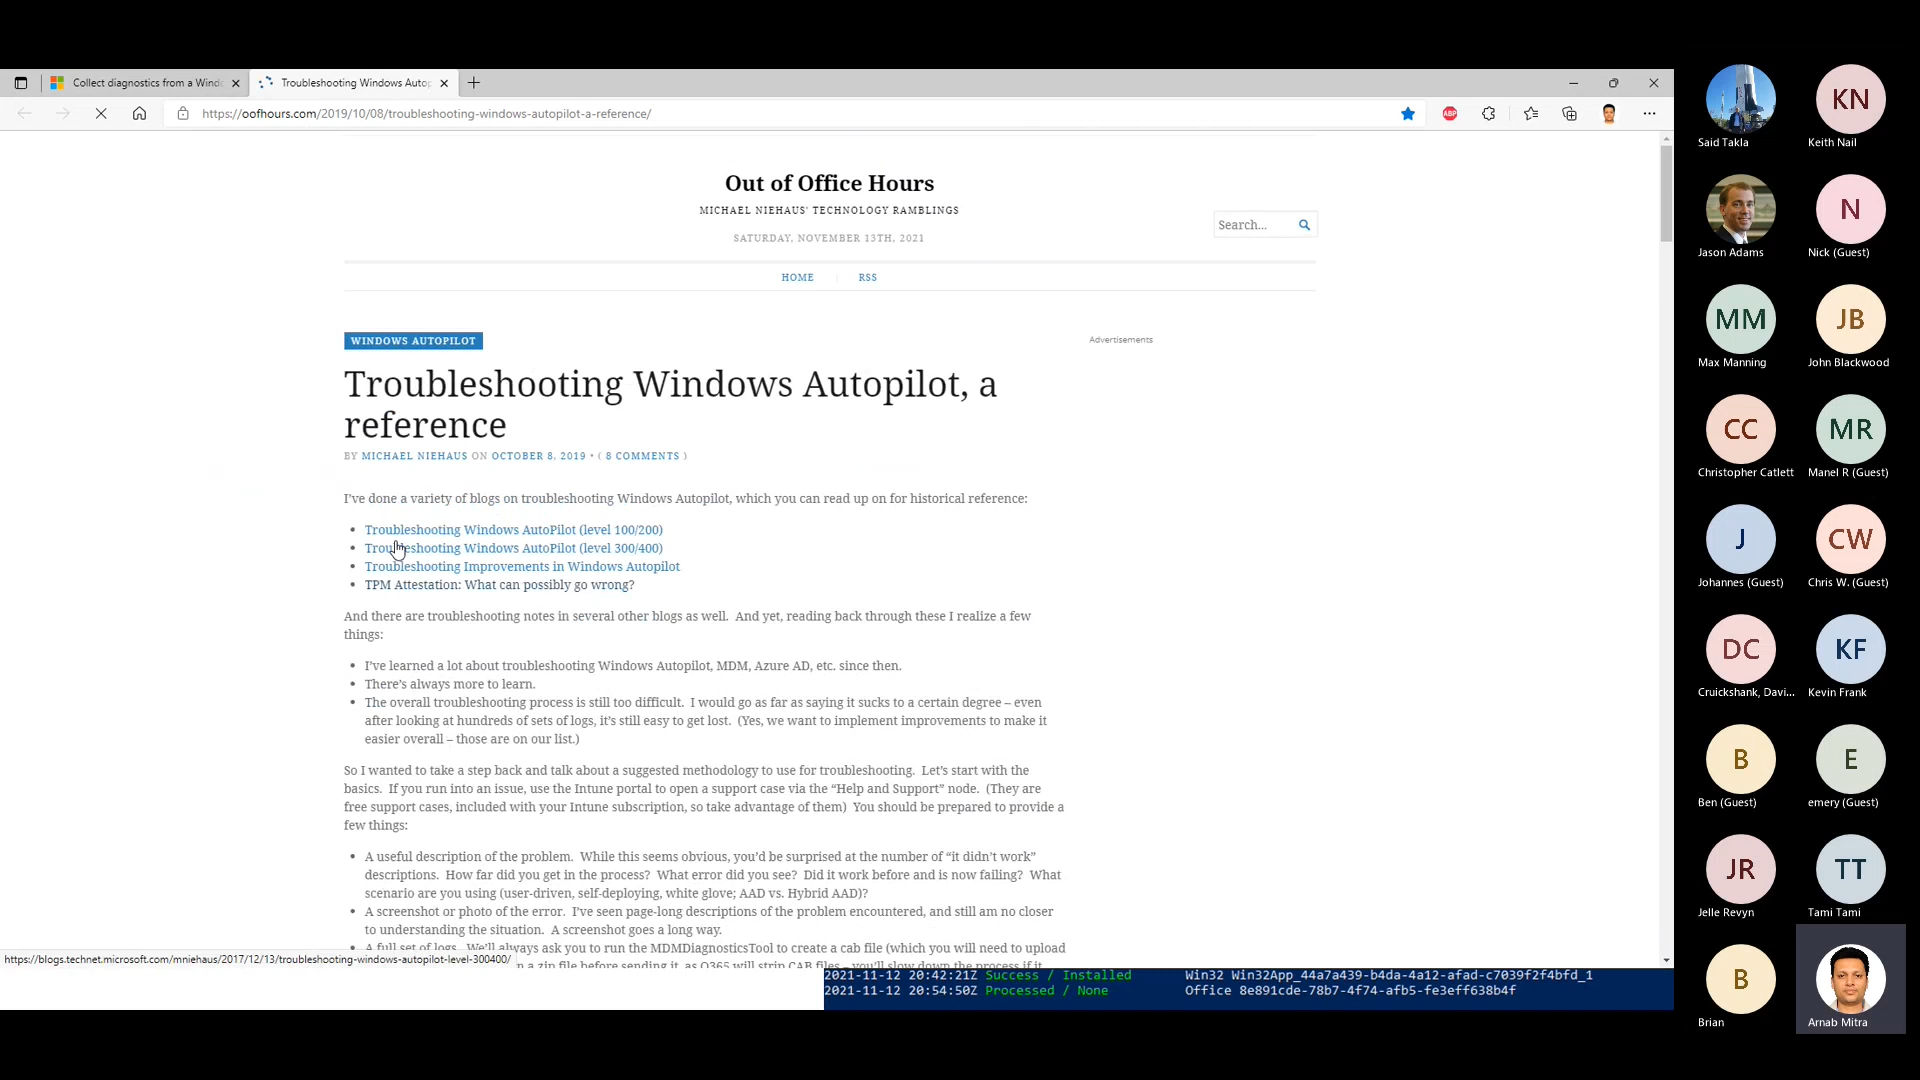 Collect diagnostics from a Wind
Troubleshooting Windows Autop
https://oofhours.com/2019/10/08/troubleshooting-windows-autopilot-a-reference/
ABP
Out of Office Hours
MICHAEL NIEHAUS' TECHNOLOGY RAMBLINGS
SATURDAY, NOVEMBER 13TH, 2021
Search...
HOME
RSS
WINDOWS AUTOPILOT
Advertisements
Troubleshooting Windows Autopilot, a
reference
BY MICHAEL NIEHAUS ON OCTOBER 8, 2019 • ( 8 COMMENTS )
I've done a variety of blogs on troubleshooting Windows Autopilot, which you can read up on for historical reference:
• Troubleshooting Windows AutoPilot (level 100/200)
• Troubleshooting Windows AutoPilot (level 300/400)
• Troubleshooting Improvements in Windows Autopilot
• TPM Attestation: What can possibly go wrong?
And there are troubleshooting notes in several other blogs as well.  And yet, reading back through these I realize a few
things:
• I've learned a lot about troubleshooting Windows Autopilot, MDM, Azure AD, etc. since then.
• There's always more to learn.
• The overall troubleshooting process is still too difficult.  I would go as far as saying it sucks to a certain degree – even
after looking at hundreds of sets of logs, it's still easy to get lost.  (Yes, we want to implement improvements to make it
easier overall – those are on our list.)
So I wanted to take a step back and talk about a suggested methodology to use for troubleshooting.  Let's start with the
basics.  If you run into an issue, use the Intune portal to open a support case via the “Help and Support” node.  (They are
free support cases, included with your Intune subscription, so take advantage of them)  You should be prepared to provide a
few things:
• A useful description of the problem.  While this seems obvious, you'd be surprised at the number of “it didn't work”
descriptions.  How far did you get in the process?  What error did you see?  Did it work before and is now failing?  What
scenario are you using (user-driven, self-deploying, white glove; AAD vs. Hybrid AAD)?
• A screenshot or photo of the error.  I've seen page-long descriptions of the problem encountered, and still am no closer
to understanding the situation.  A screenshot goes a long way.
• A full set of logs.  We'll always ask you to run the MDMDiagnosticsTool to create a cab file (which you will need to upload
n a zip file before sending it, as O365 will strip CAB files – you'll slow down the process if it
https://blogs.technet.microsoft.com/mniehaus/2017/12/13/troubleshooting-windows-autopilot-level-300400/
2021-11-12 20:42:21Z Success / Installed Win32 Win32App_44a7a439-b4da-4a12-afad-c7039f2f4bfd_1
2021-11-12 20:54:50Z Processed / None Office 8e891cde-78b7-4f74-afb5-fe3eff638b4f
Said Takla
KN
Keith Nail
Jason Adams
N
Nick (Guest)
MM
Max Manning
JB
John Blackwood
CC
Christopher Catlett
MR
Manel R (Guest)
J
Johannes (Guest)
CW
Chris W. (Guest)
DC
Cruickshank, Davi...
KF
Kevin Frank
B
Ben (Guest)
E
emery (Guest)
JR
Jelle Revyn
TT
Tami Tami
B
Brian
Arnab Mitra